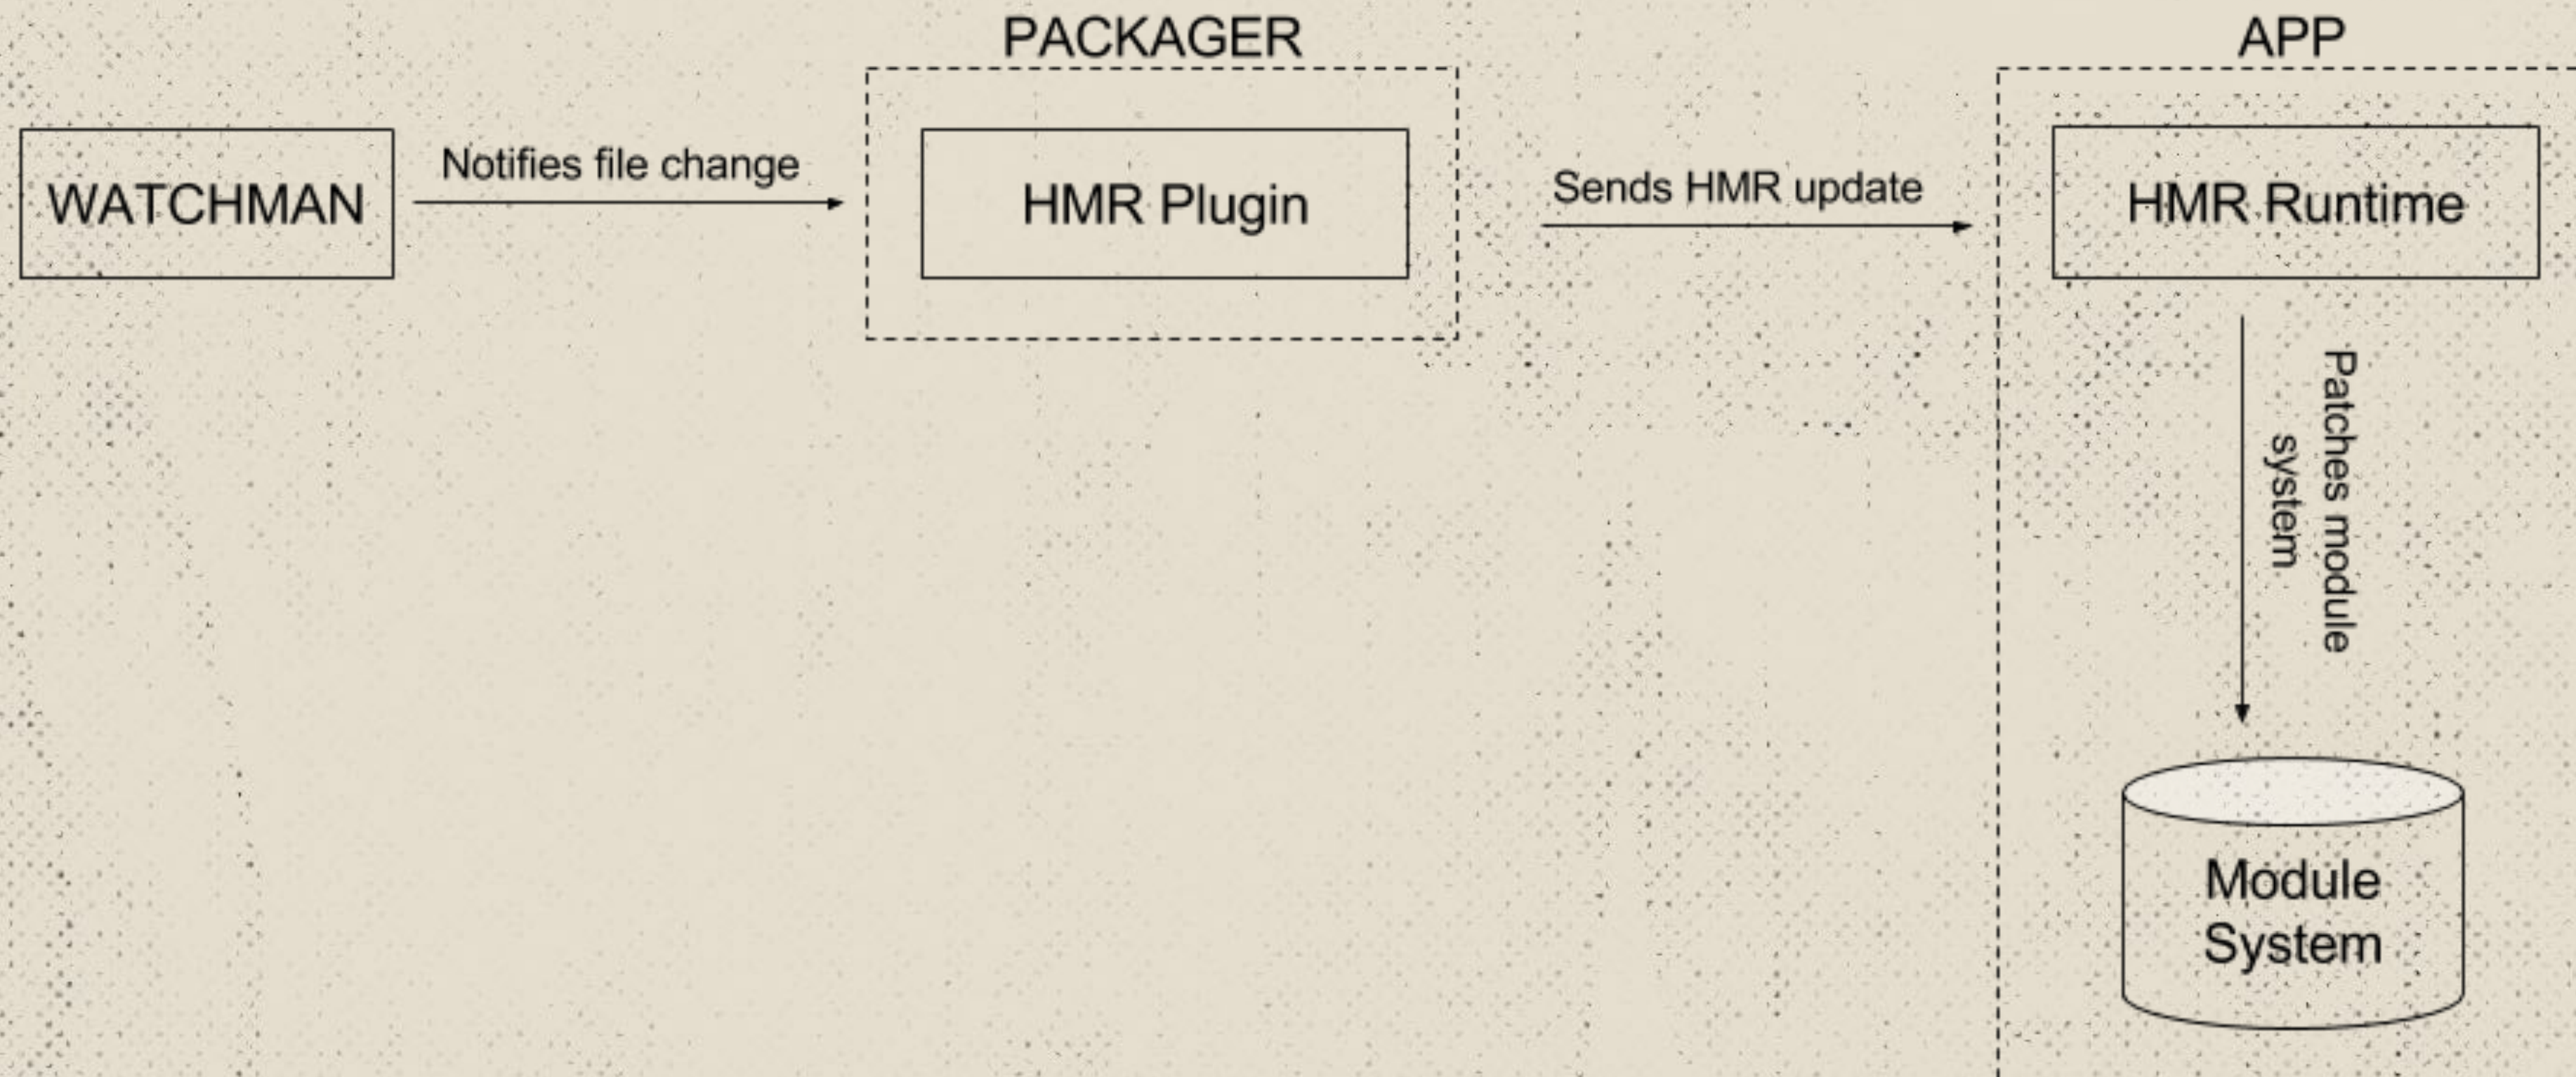 PACKAGER
APP
WATCHMAN
Notifies file change
HMR Plugin
Sends HMR update
HMR Runtime
Patches module
system
Module
System